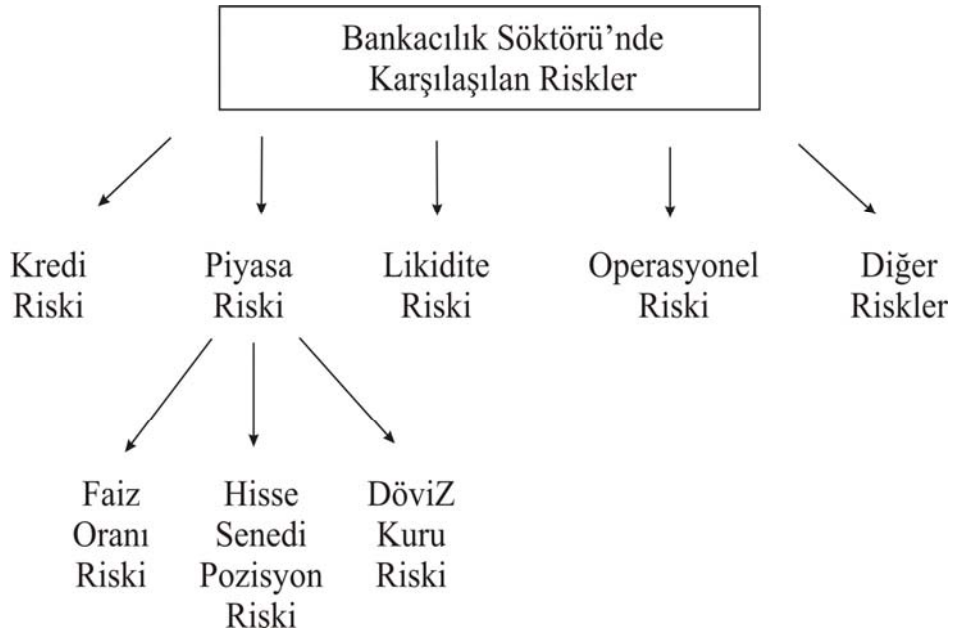 Bankacılık Söktörü’nde
Karşılaşılan Riskler
Kredi
Riski
Piyasa
Riski
Likidite
Riski
Operasyonel
Riski
Diğer
Riskler
Faiz
Oranı
Riski
Hisse
Senedi
Pozisyon
Riski
DöviZ
Kuru
Riski